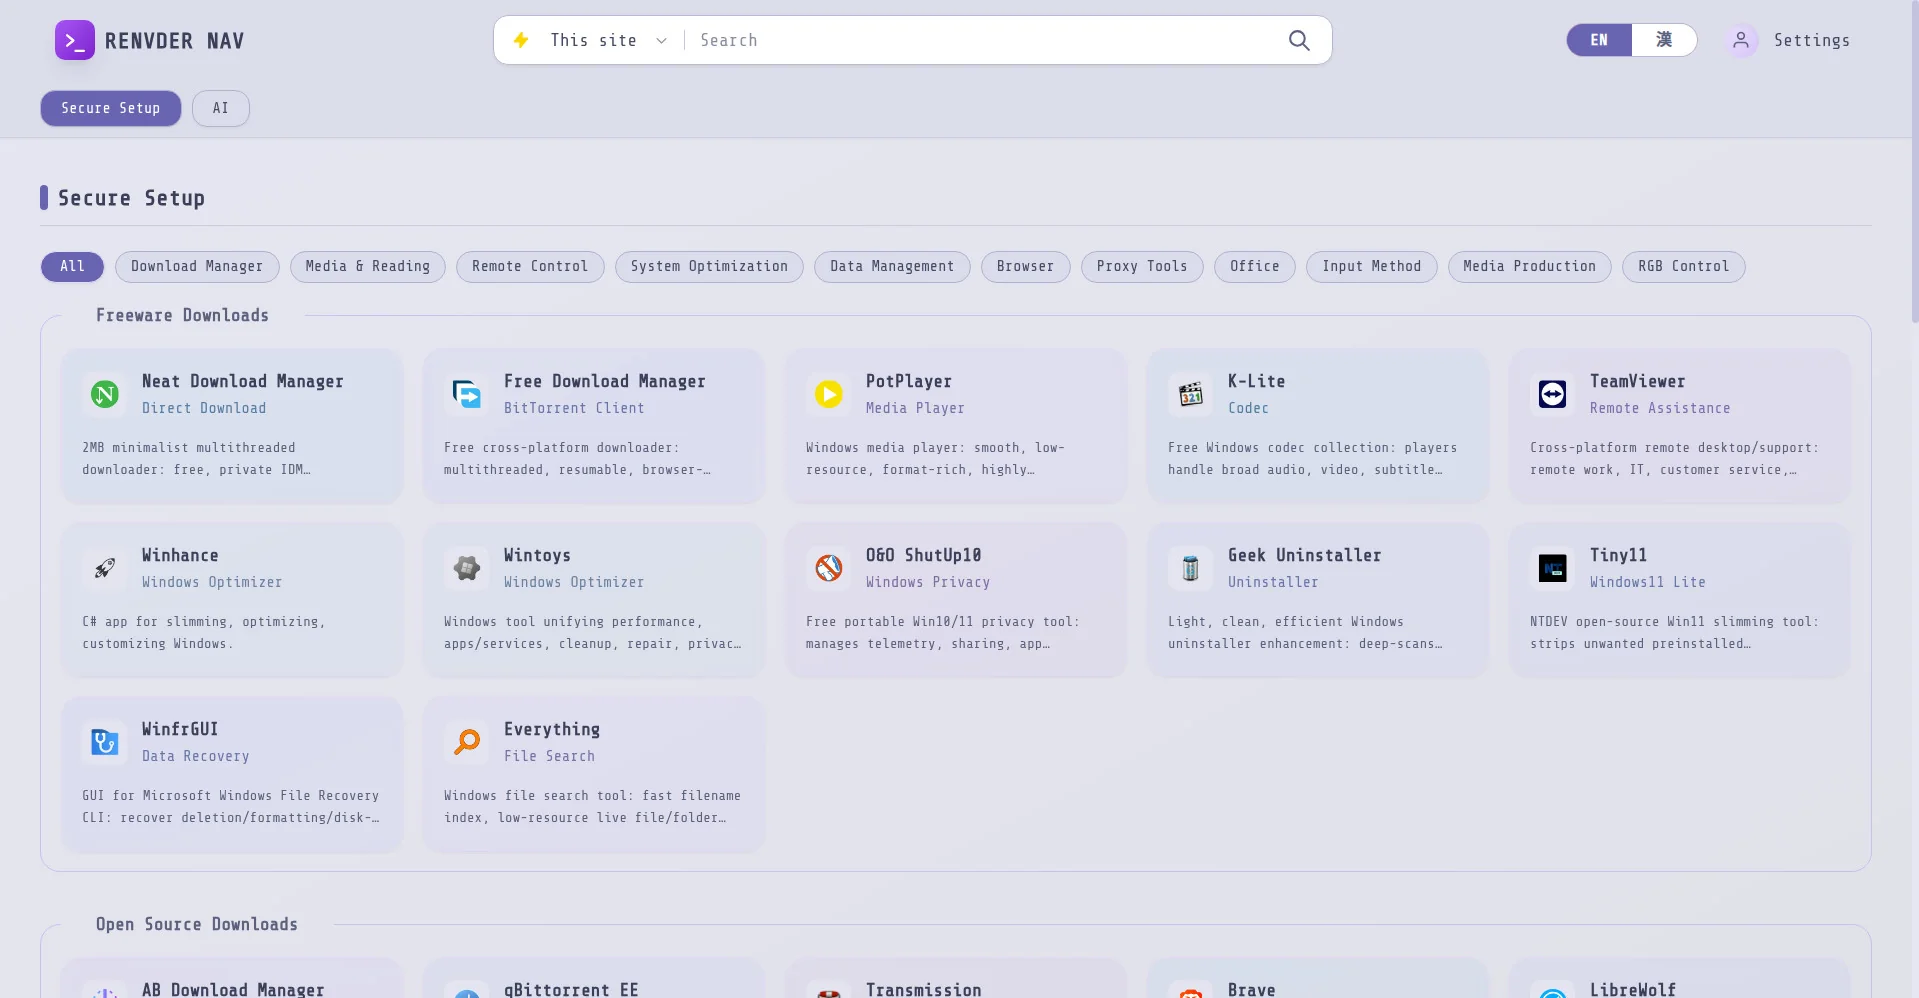 RENVDER NAV
This site
Search
EN
漢
Settings
Secure Setup
AI
Secure Setup
All
Download Manager
Media & Reading
Remote Control
System Optimization
Data Management
Browser
Proxy Tools
Office
Input Method
Media Production
RGB Control
Freeware Downloads
Neat Download Manager
Direct Download
2MB minimalist multithreaded
downloader: free, private IDM…
Free Download Manager
BitTorrent Client
Free cross-platform downloader:
multithreaded, resumable, browser-…
PotPlayer
Media Player
Windows media player: smooth, low-
resource, format-rich, highly…
K-Lite
Codec
Free Windows codec collection: players
handle broad audio, video, subtitle…
TeamViewer
Remote Assistance
Cross-platform remote desktop/support:
remote work, IT, customer service,…
Winhance
Windows Optimizer
C# app for slimming, optimizing,
customizing Windows.
Wintoys
Windows Optimizer
Windows tool unifying performance,
apps/services, cleanup, repair, privac…
O&O ShutUp10
Windows Privacy
Free portable Win10/11 privacy tool:
manages telemetry, sharing, app…
Geek Uninstaller
Uninstaller
Light, clean, efficient Windows
uninstaller enhancement: deep-scans…
Tiny11
Windows11 Lite
NTDEV open-source Win11 slimming tool:
strips unwanted preinstalled…
WinfrGUI
Data Recovery
GUI for Microsoft Windows File Recovery
CLI: recover deletion/formatting/disk-…
Everything
File Search
Windows file search tool: fast filename
index, low-resource live file/folder…
Open Source Downloads
AB Download Manager
qBittorrent EE
Transmission
Brave
LibreWolf